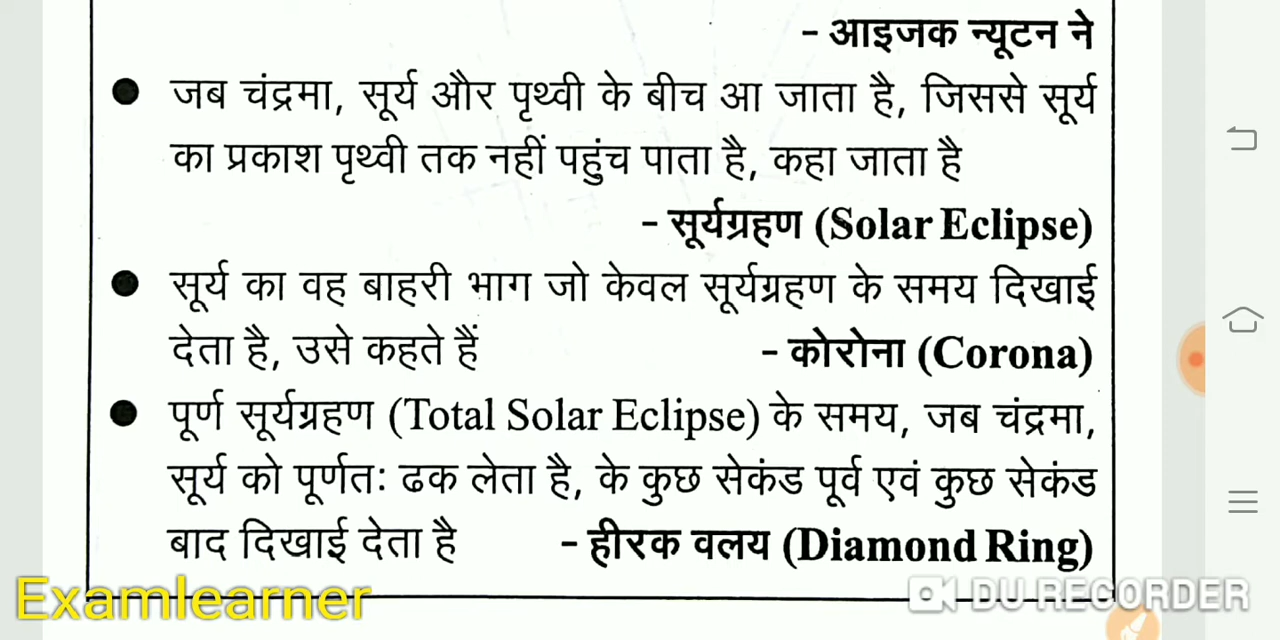 - आइजक न्यूटन ने
● जब चंद्रमा, सूर्य और पृथ्वी के बीच आ जाता है, जिससे सूर्य
का प्रकाश पृथ्वी तक नहीं पहुंच पाता है, कहा जाता है
- सूर्यग्रहण (Solar Eclipse)
● सूर्य का वह बाहरी भाग जो केवल सूर्यग्रहण के समय दिखाई
देता है, उसे कहते हैं - कोरोना (Corona)
● पूर्ण सूर्यग्रहण (Total Solar Eclipse) के समय, जब चंद्रमा,
सूर्य को पूर्णतः ढक लेता है, के कुछ सेकंड पूर्व एवं कुछ सेकंड
बाद दिखाई देता है - हीरक वलय (Diamond Ring)
Examlearner
DU RECORDER